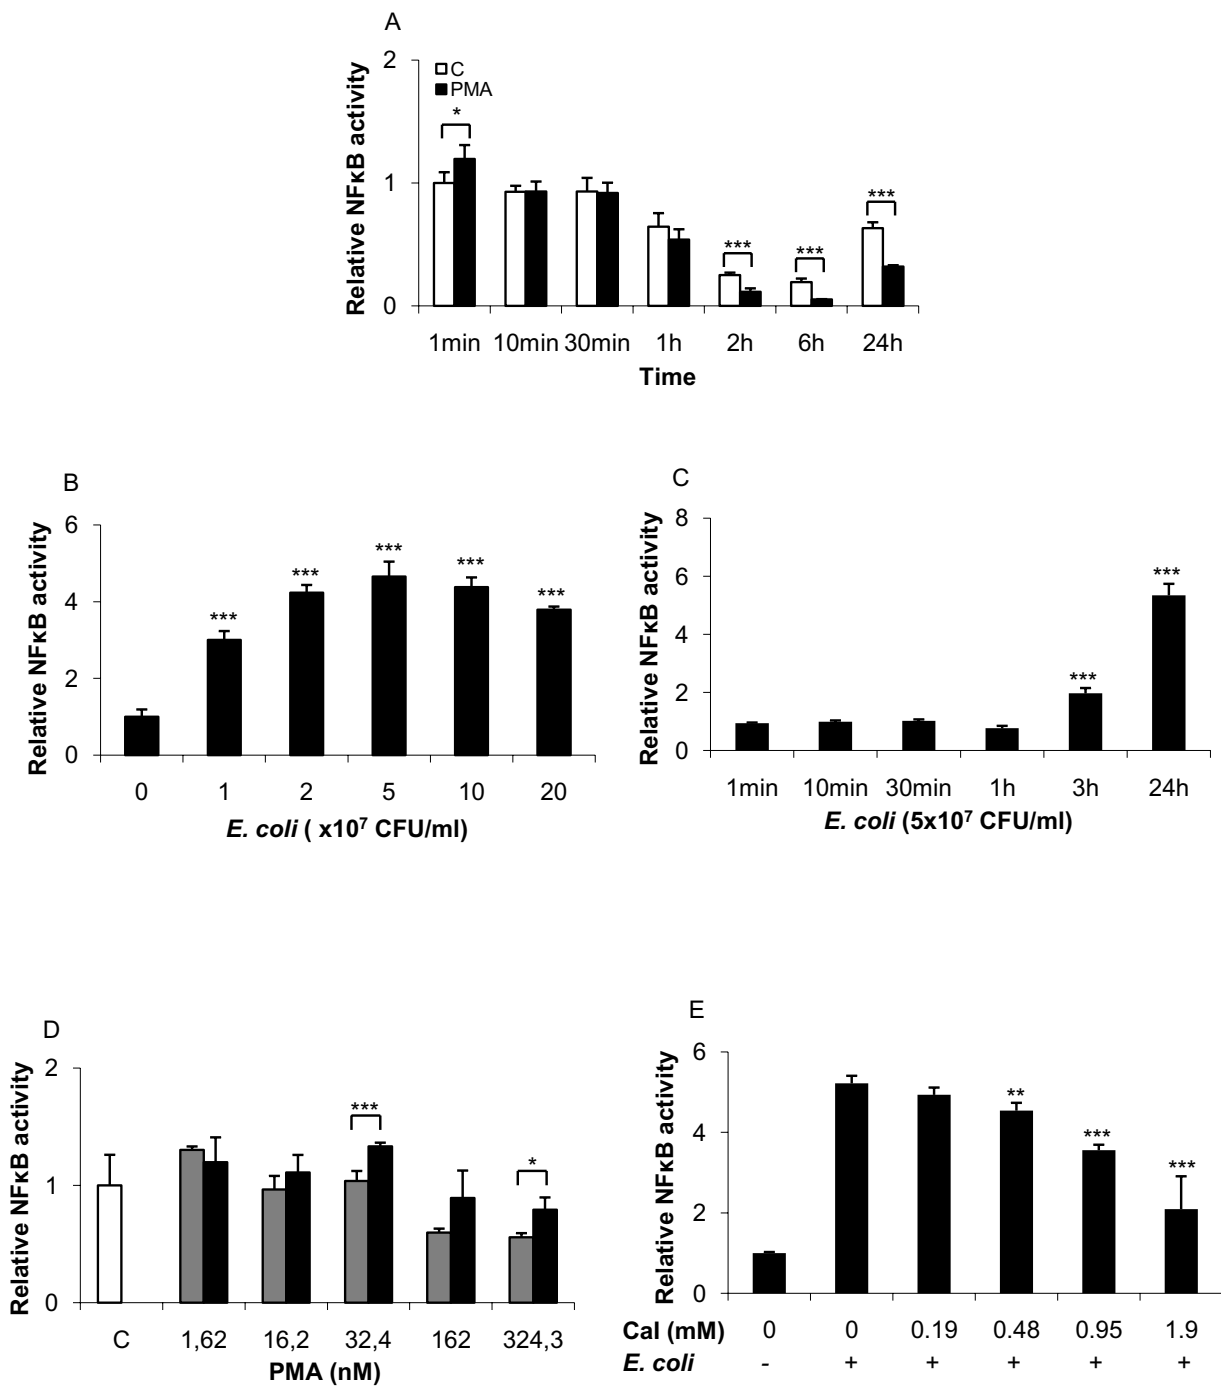 A
Relative NFκB activity
2
1
0
C
PMA
*
***
***
***
1min 10min 30min 1h 2h 6h 24h
Time
B
Relative NFκB activity
6
4
2
0
***
***
***
***
***
0 1 2 5 10 20
E. coli ( x10⁷ CFU/ml)
C
Relative NFκB activity
8
6
4
2
0
***
***
1min 10min 30min 1h 3h 24h
E. coli (5x10⁷ CFU/ml)
D
Relative NFκB activity
2
1
0
***
*
C 1,62 16,2 32,4 162 324,3
PMA (nM)
E
Relative NFκB activity
6
4
2
0
**
***
***
Cal (mM) 0 0 0.19 0.48 0.95 1.9
E. coli - + + + + +